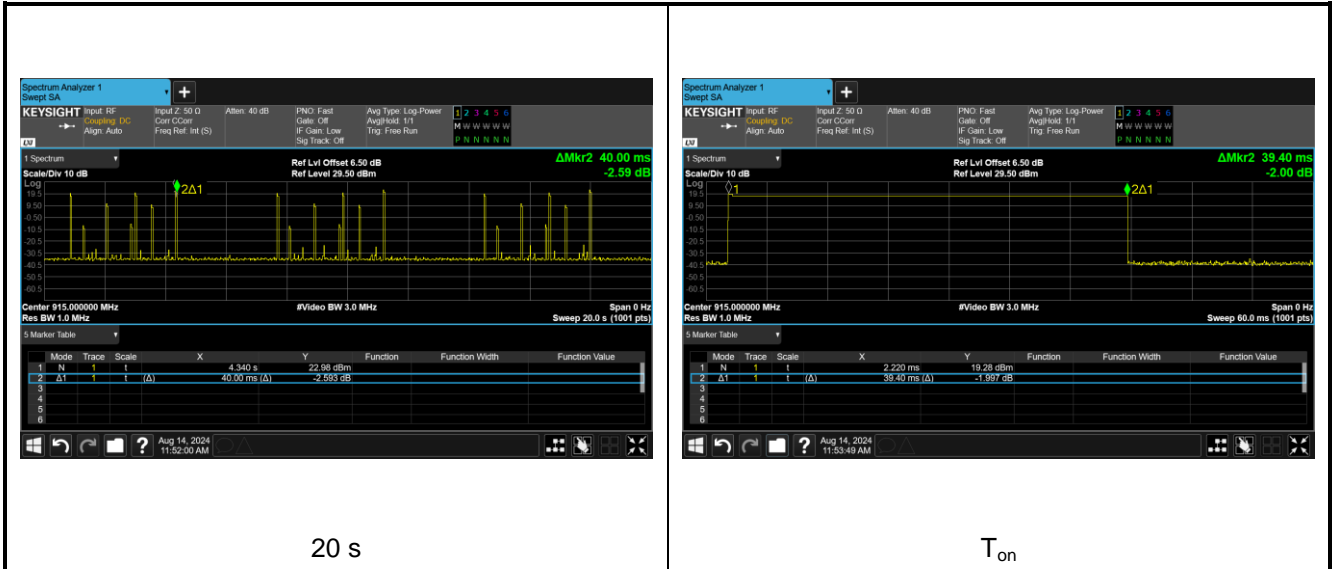 Spectrum Analyzer 1
Swept SA
+
KEYSIGHT
LXI
Input: RF
Coupling: DC
Align: Auto
Input Z: 50 Ω
Corr CCorr
Freq Ref: Int (S)
Atten: 40 dB
PNO: Fast
Gate: Off
IF Gain: Low
Sig Track: Off
Avg Type: Log-Power
Avg|Hold: 1/1
Trig: Free Run
1 2 3 4 5 6
M W W W W W
P N N N N N
1 Spectrum
Scale/Div 10 dB
Ref Lvl Offset 6.50 dB
Ref Level 29.50 dBm
ΔMkr2 40.00 ms
-2.59 dB
Log
19.5
9.50
-0.50
-10.5
-20.5
-30.5
-40.5
-50.5
-60.5
2Δ1
Center 915.000000 MHz
Res BW 1.0 MHz
#Video BW 3.0 MHz
Span 0 Hz
Sweep 20.0 s (1001 pts)
5 Marker Table
Mode Trace Scale X Y Function Function Width Function Value
1 N 1 t 4.340 s 22.98 dBm
2 Δ1 1 t (Δ) 40.00 ms (Δ) -2.593 dB
3
4
5
6
?
Aug 14, 2024
11:52:00 AM
20 s
Spectrum Analyzer 1
Swept SA
+
KEYSIGHT
LXI
Input: RF
Coupling: DC
Align: Auto
Input Z: 50 Ω
Corr CCorr
Freq Ref: Int (S)
Atten: 40 dB
PNO: Fast
Gate: Off
IF Gain: Low
Sig Track: Off
Avg Type: Log-Power
Avg|Hold: 1/1
Trig: Free Run
1 2 3 4 5 6
M W W W W W
P N N N N N
1 Spectrum
Scale/Div 10 dB
Ref Lvl Offset 6.50 dB
Ref Level 29.50 dBm
ΔMkr2 39.40 ms
-2.00 dB
Log
19.5
9.50
-0.50
-10.5
-20.5
-30.5
-40.5
-50.5
-60.5
1
2Δ1
Center 915.000000 MHz
Res BW 1.0 MHz
#Video BW 3.0 MHz
Span 0 Hz
Sweep 60.0 ms (1001 pts)
5 Marker Table
Mode Trace Scale X Y Function Function Width Function Value
1 N 1 t 2.220 ms 19.28 dBm
2 Δ1 1 t (Δ) 39.40 ms (Δ) -1.997 dB
3
4
5
6
?
Aug 14, 2024
11:53:49 AM
Ton